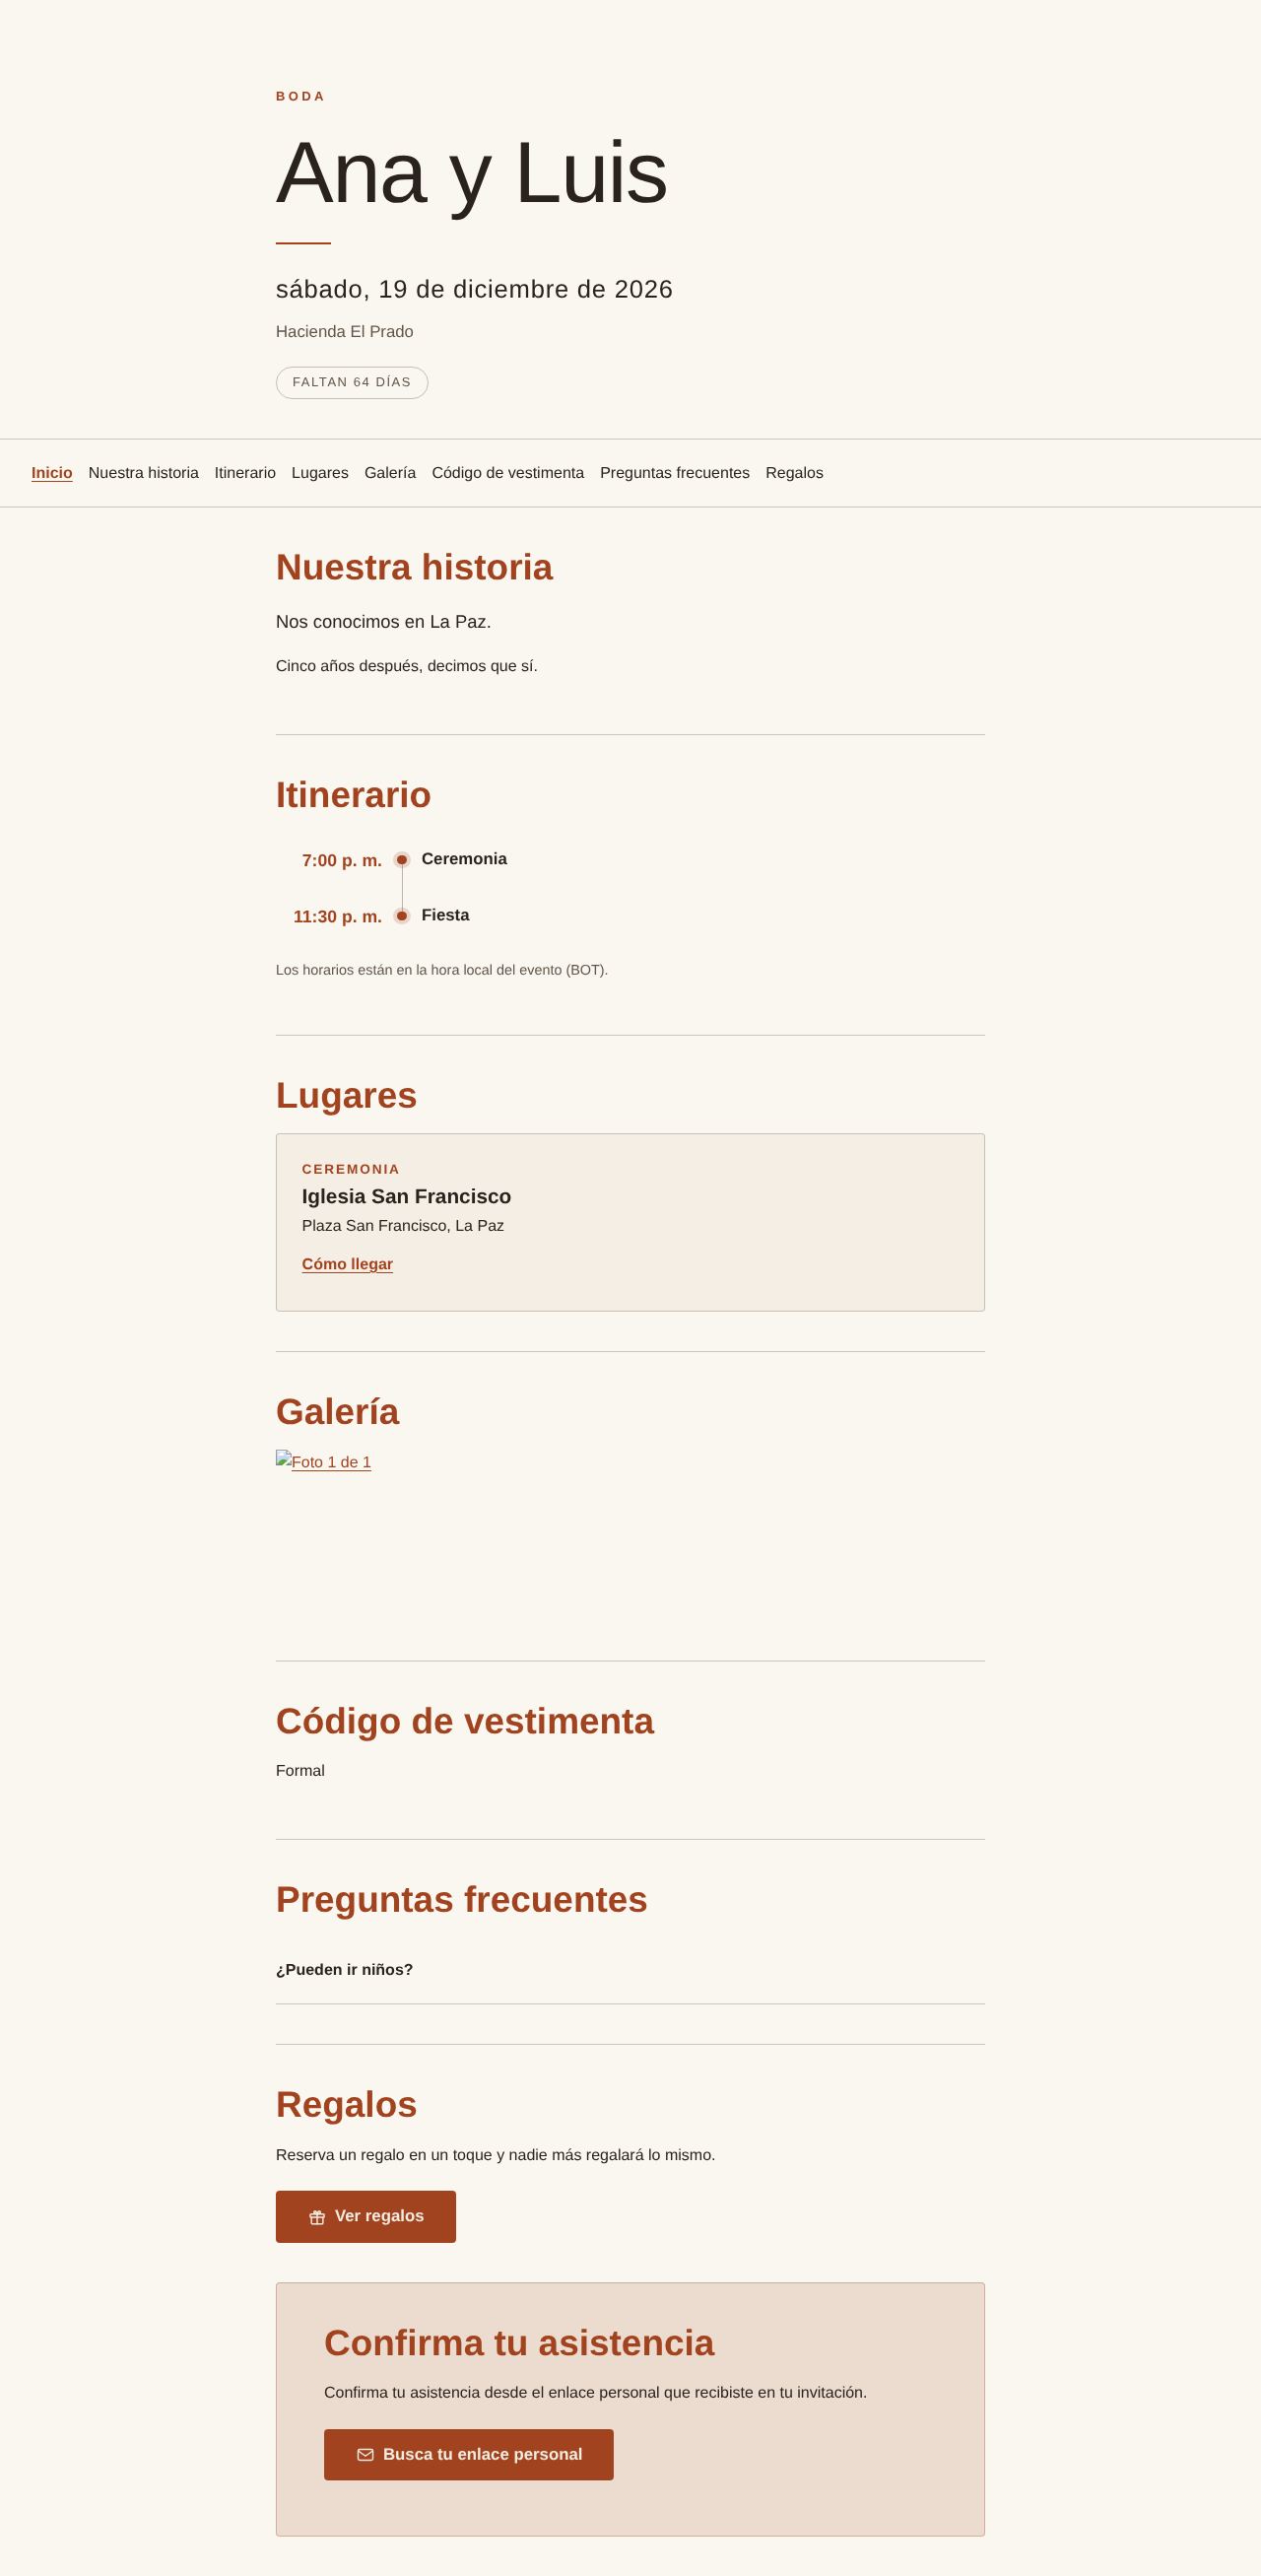 BODA
Ana y Luis
sábado, 19 de diciembre de 2026
Hacienda El Prado
FALTAN 64 DÍAS
Inicio Nuestra historia Itinerario Lugares Galería Código de vestimenta Preguntas frecuentes Regalos
Nuestra historia
Nos conocimos en La Paz.
Cinco años después, decimos que sí.
Itinerario
7:00 p. m. Ceremonia
11:30 p. m. Fiesta
Los horarios están en la hora local del evento (BOT).
Lugares
CEREMONIA
Iglesia San Francisco
Plaza San Francisco, La Paz
Cómo llegar
Galería
Foto 1 de 1
Código de vestimenta
Formal
Preguntas frecuentes
¿Pueden ir niños?
Regalos
Reserva un regalo en un toque y nadie más regalará lo mismo.
Ver regalos
Confirma tu asistencia
Confirma tu asistencia desde el enlace personal que recibiste en tu invitación.
Busca tu enlace personal